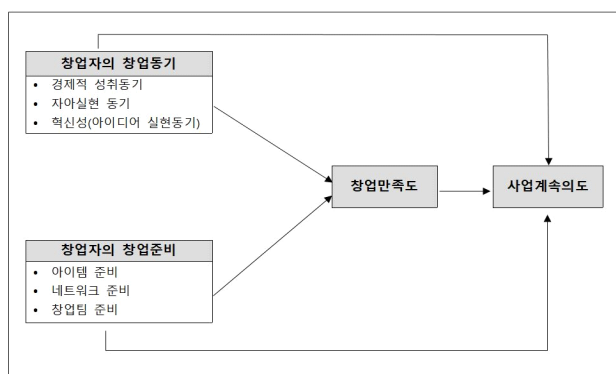 창업자의 창업동기
• 경제적 성취동기
• 자아실현 동기
• 혁신성(아이디어 실현동기)
창업만족도
사업계속의도
창업자의 창업준비
• 아이템 준비
• 네트워크 준비
• 창업팀 준비